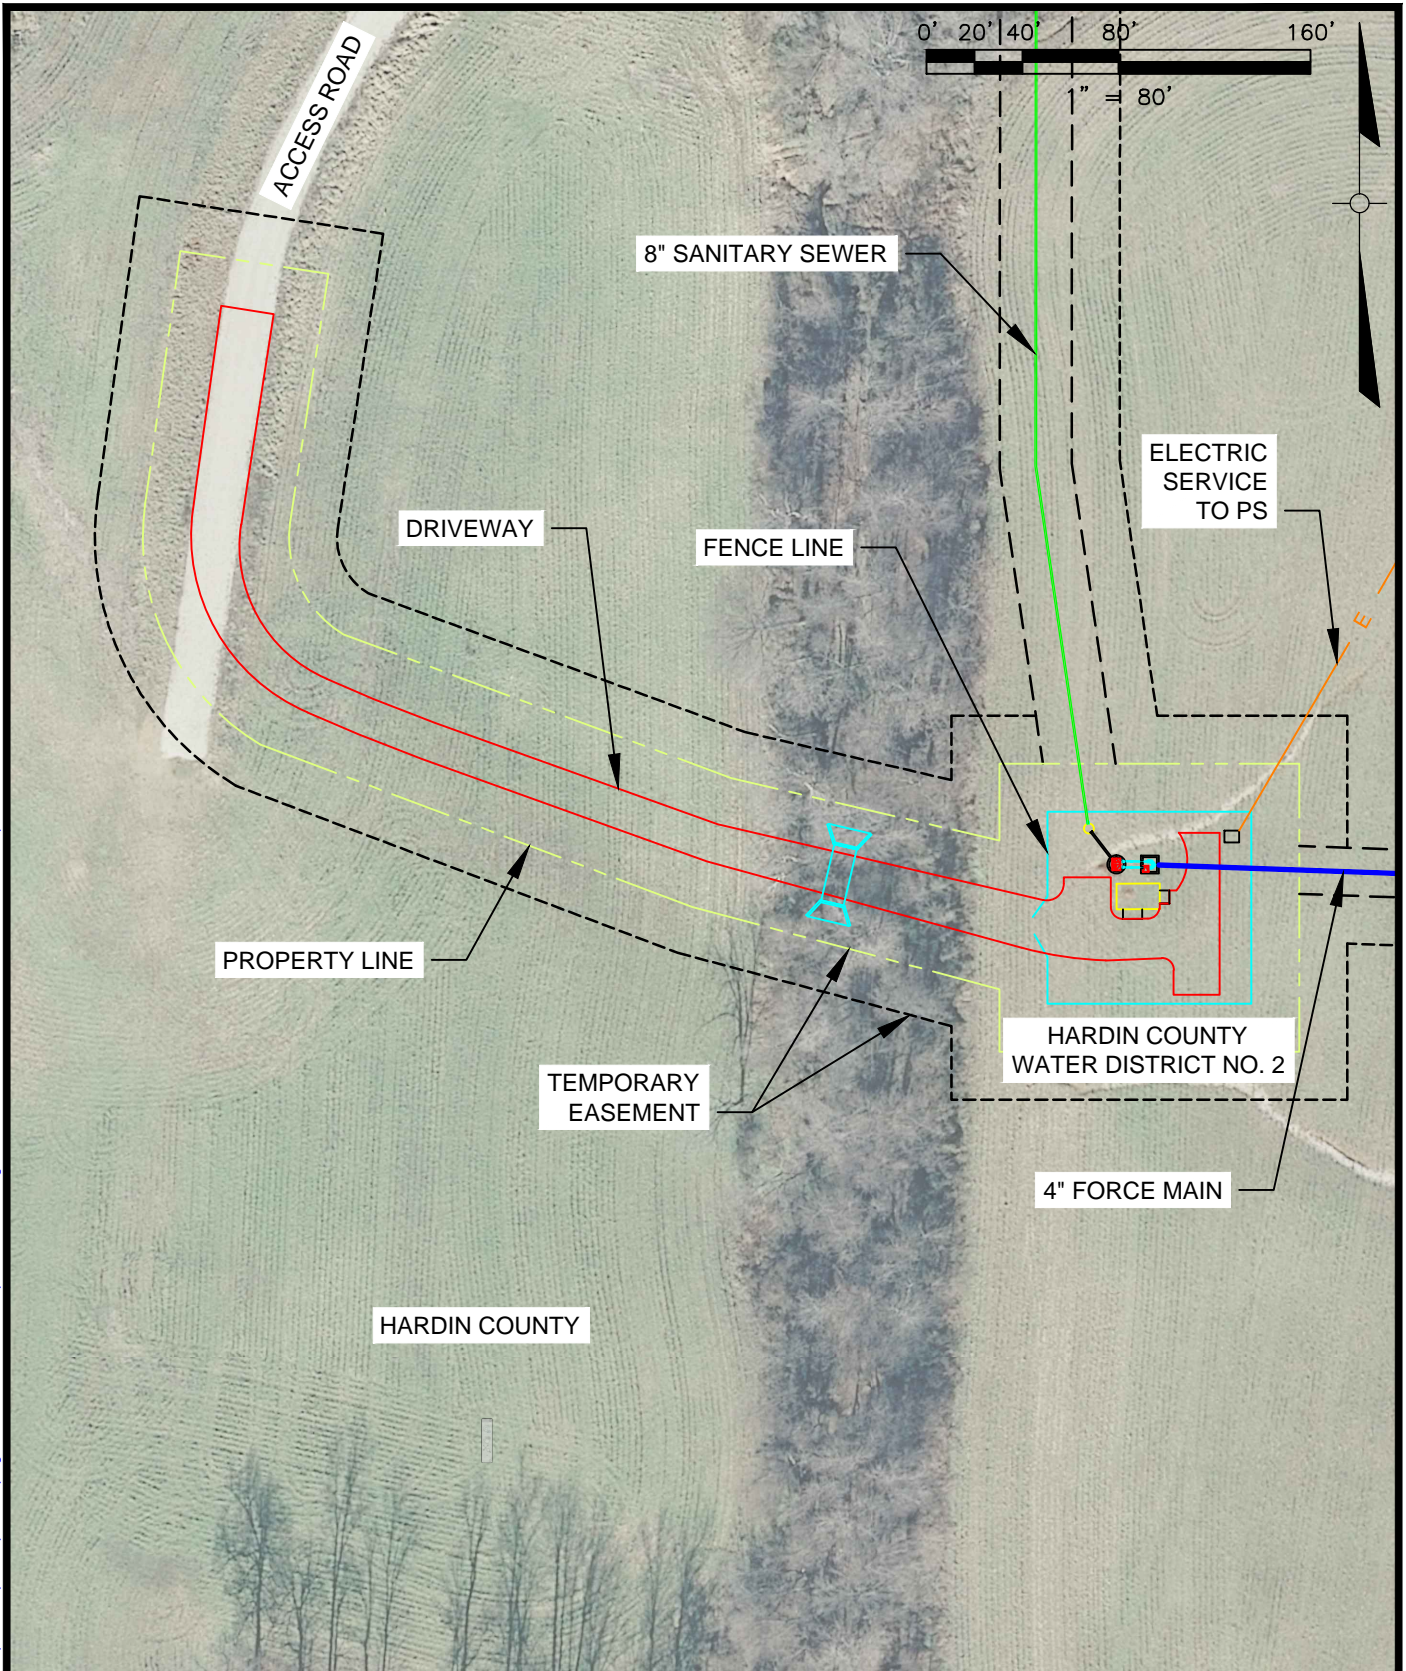 0' 20' 40' 80' 160'
1" = 80'
ACCESS ROAD
8" SANITARY SEWER
ELECTRIC
SERVICE
TO PS
DRIVEWAY
FENCE LINE
E
PROPERTY LINE
HARDIN COUNTY
WATER DISTRICT NO. 2
TEMPORARY
EASEMENT
4" FORCE MAIN
HARDIN COUNTY